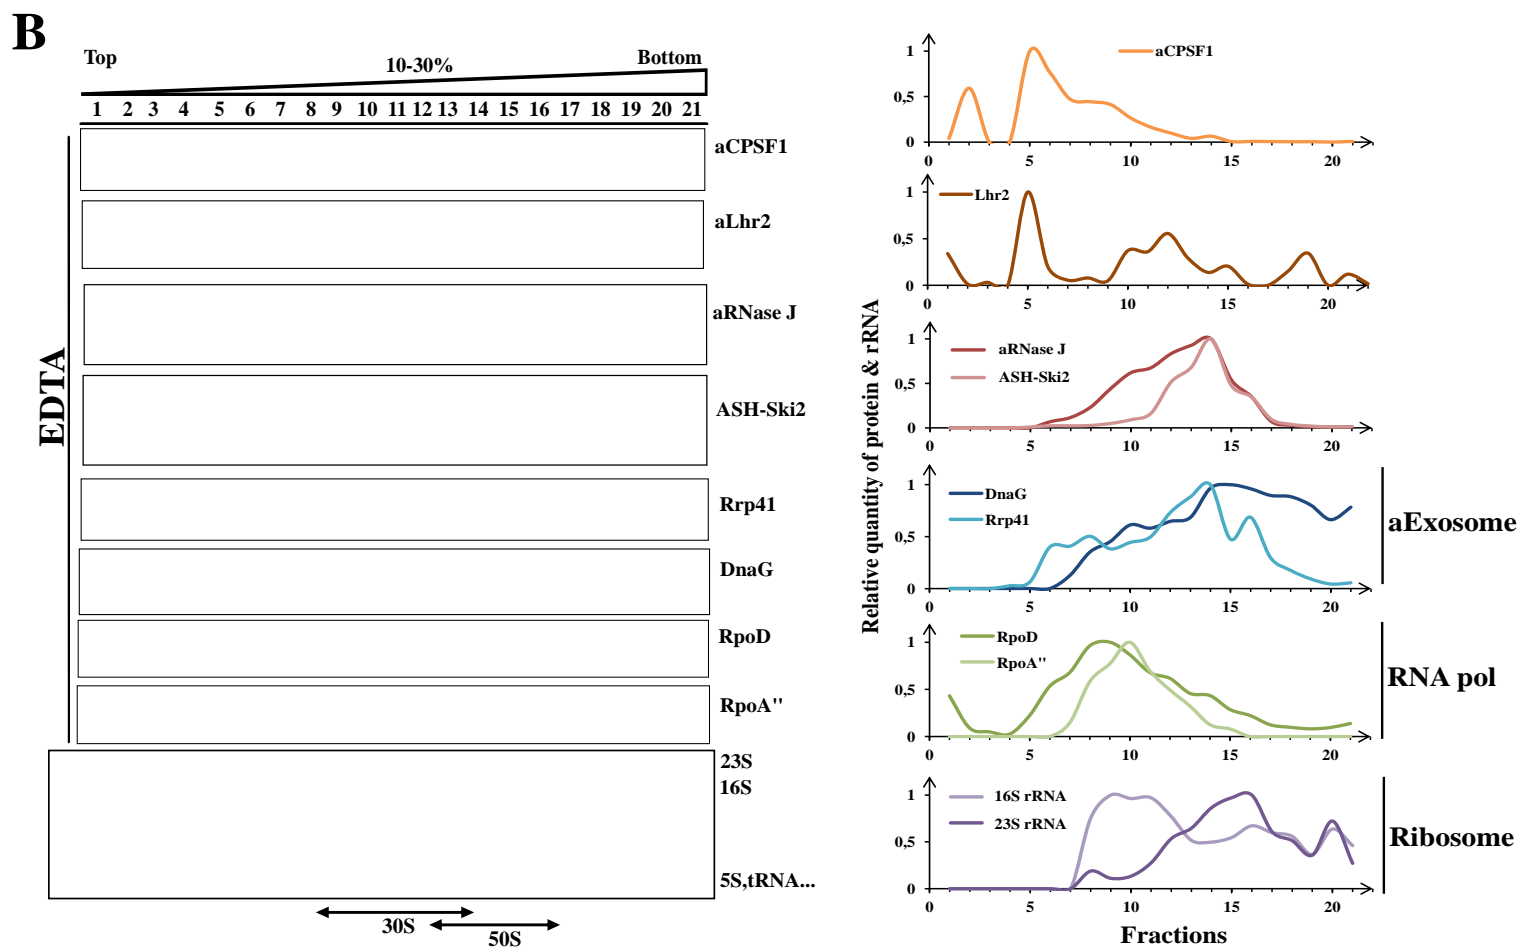 B
Top
10-30%
Bottom
1 2 3 4 5 6 7 8 9 10 11 12 13 14 15 16 17 18 19 20 21
EDTA
aCPSF1
aLhr2
aRNase J
ASH-Ski2
Rrp41
DnaG
RpoD
RpoA"
23S
16S
5S,tRNA...
30S
50S
Relative quantity of protein & rRNA
aCPSF1
1
0,5
0
0 5 10 15 20
Lhr2
1
0,5
0
0 5 10 15 20
aRNase J
ASH-Ski2
1
0,5
0
0 5 10 15 20
DnaG
Rrp41
1
0,5
0
0 5 10 15 20
aExosome
RpoD
RpoA"
1
0,5
0
0 5 10 15 20
RNA pol
16S rRNA
23S rRNA
1
0,5
0
0 5 10 15 20
Ribosome
Fractions